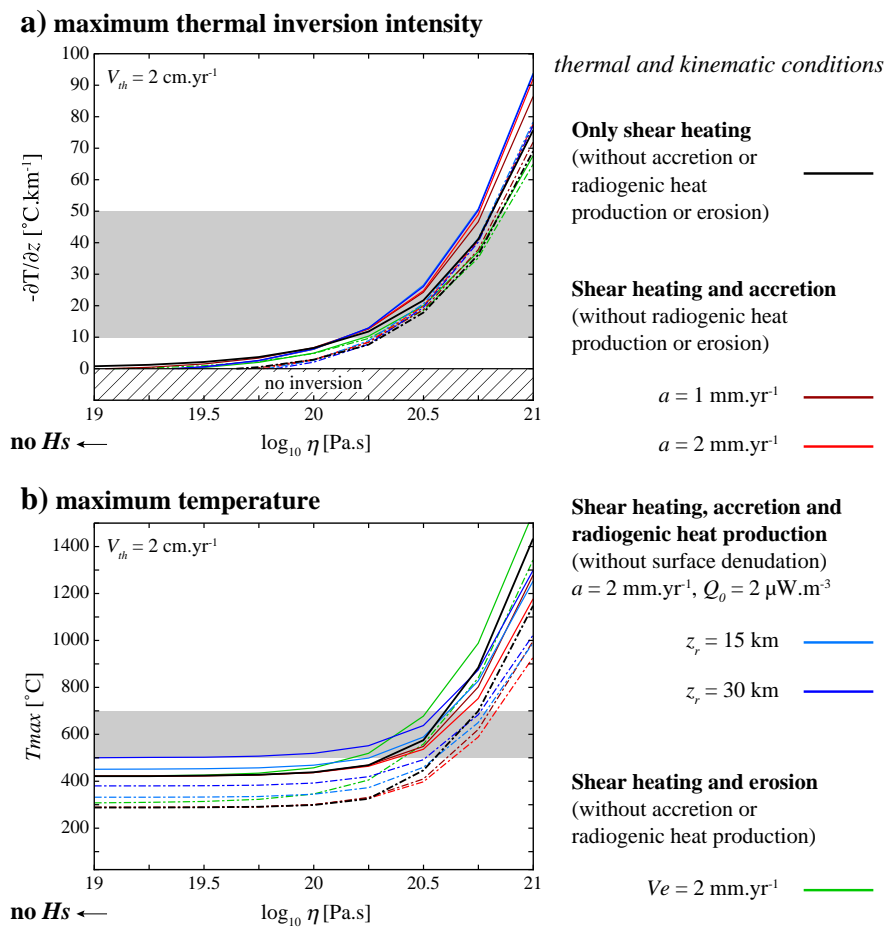 a) maximum thermal inversion intensity
100
90
80
70
60
50
40
30
20
10
0
V_th = 2 cm.yr⁻¹
-∂T/∂z [°C.km⁻¹]
no inversion
19
19.5
20
20.5
21
no Hs ←
log₁₀ η [Pa.s]
b) maximum temperature
1400
1200
1000
800
600
400
200
V_th = 2 cm.yr⁻¹
Tmax [°C]
19
19.5
20
20.5
21
no Hs ←
log₁₀ η [Pa.s]
thermal and kinematic conditions
Only shear heating
(without accretion or
radiogenic heat
production or erosion)
Shear heating and accretion
(without radiogenic heat
production or erosion)
a = 1 mm.yr⁻¹
a = 2 mm.yr⁻¹
Shear heating, accretion and
radiogenic heat production
(without surface denudation)
a = 2 mm.yr⁻¹, Q₀ = 2 μW.m⁻³
z_r = 15 km
z_r = 30 km
Shear heating and erosion
(without accretion or
radiogenic heat production)
Ve = 2 mm.yr⁻¹